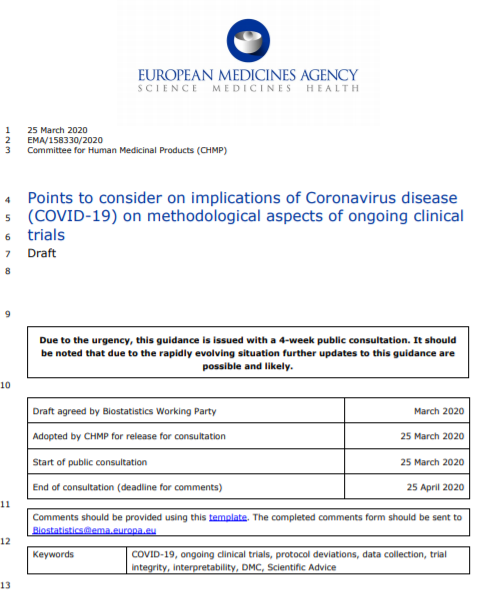 EUROPEAN MEDICINES AGENCY
SCIENCE MEDICINES HEALTH
1 25 March 2020
2 EMA/158330/2020
3 Committee for Human Medicinal Products (CHMP)
4 Points to consider on implications of Coronavirus disease
5 (COVID-19) on methodological aspects of ongoing clinical
6 trials
7 Draft
8
9
Due to the urgency, this guidance is issued with a 4-week public consultation. It should
be noted that due to the rapidly evolving situation further updates to this guidance are
possible and likely.
10
Draft agreed by Biostatistics Working Party March 2020
Adopted by CHMP for release for consultation 25 March 2020
Start of public consultation 25 March 2020
End of consultation (deadline for comments) 25 April 2020
11
Comments should be provided using this template. The completed comments form should be sent to
Biostatistics@ema.europa.eu
12
Keywords COVID-19, ongoing clinical trials, protocol deviations, data collection, trial
integrity, interpretability, DMC, Scientific Advice
13